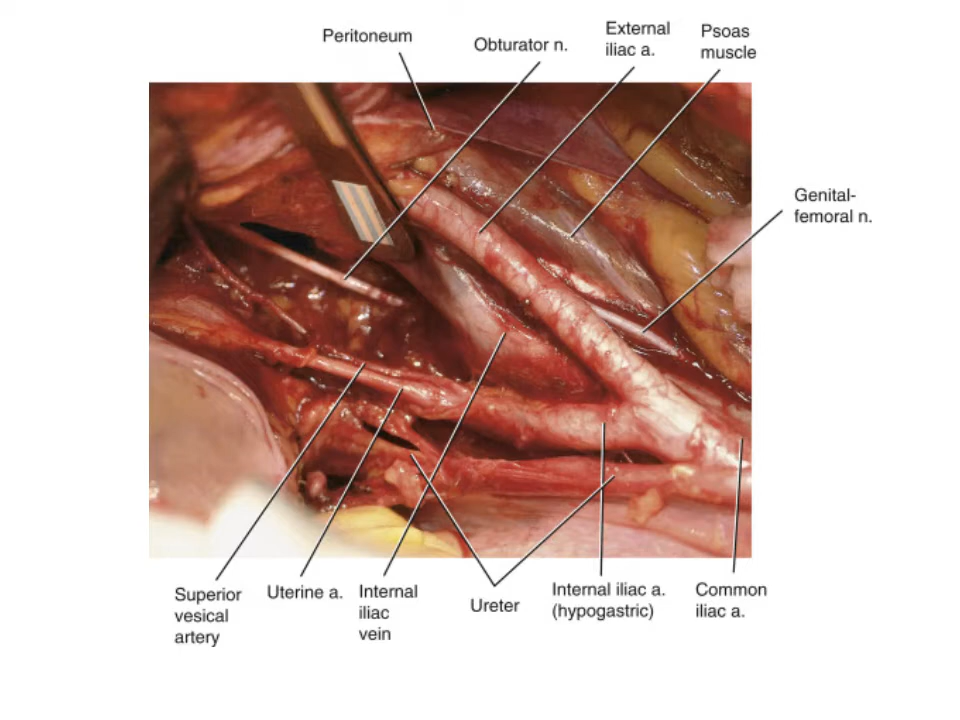 Peritoneum
Obturator n.
External
iliac a.
Psoas
muscle
Genital-
femoral n.
Superior
vesical
artery
Uterine a.
Internal
iliac
vein
Ureter
Internal iliac a.
(hypogastric)
Common
iliac a.